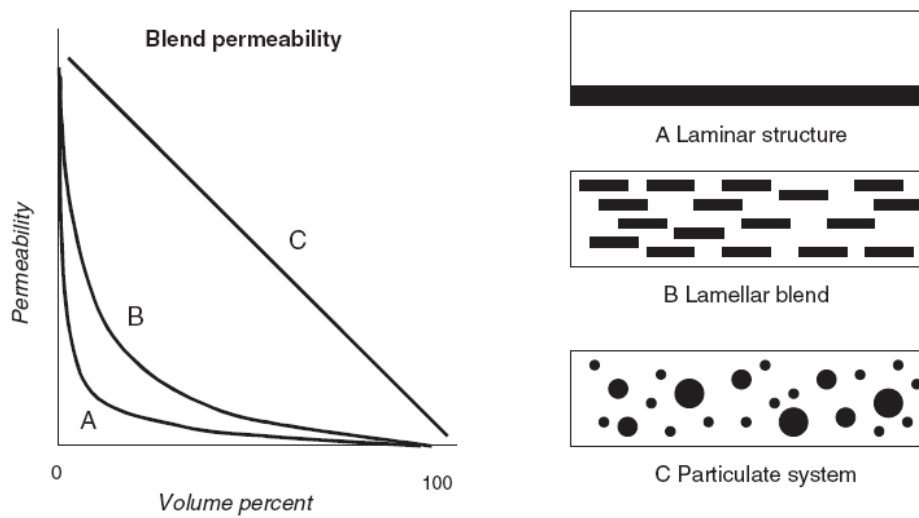 Blend permeability
Permeability
C
B
A
0
100
Volume percent
A Laminar structure
B Lamellar blend
C Particulate system